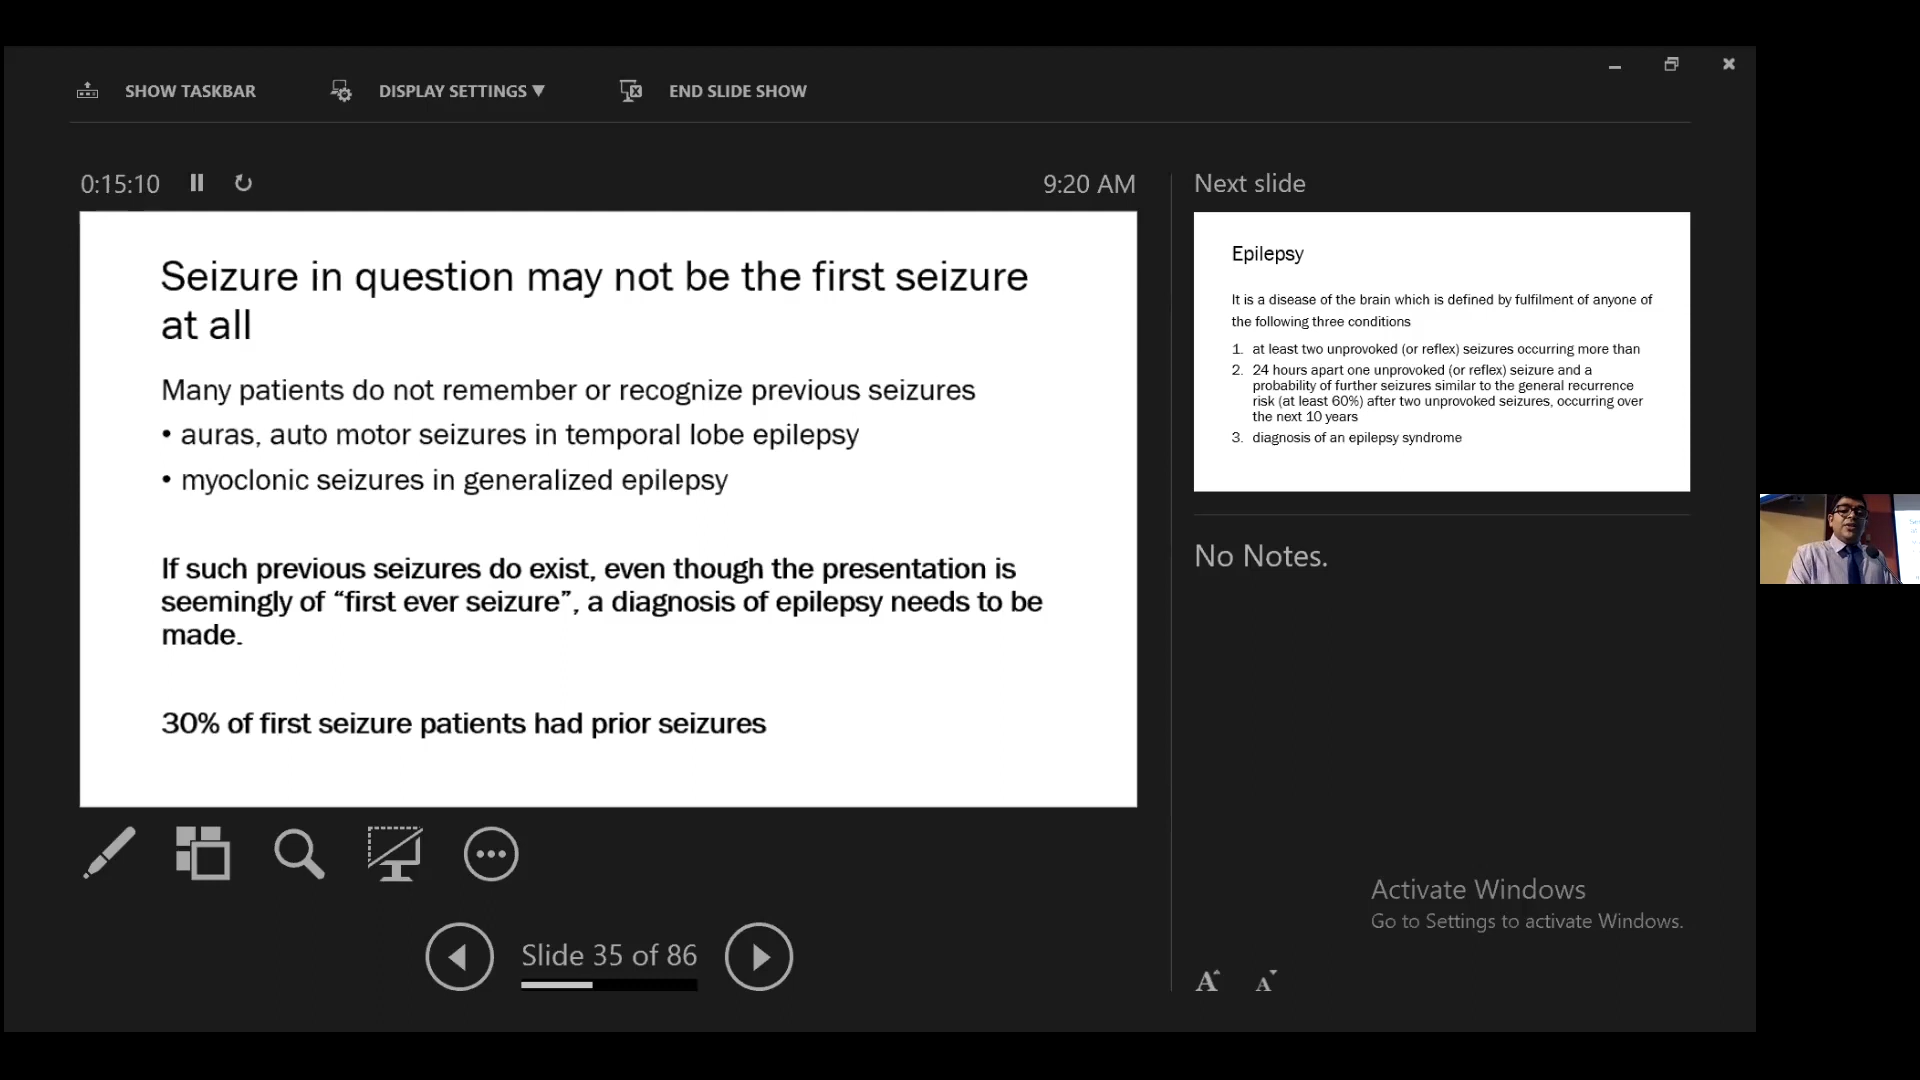 SHOW TASKBAR
DISPLAY SETTINGS ▼
END SLIDE SHOW
0:15:10
9:20 AM
Seizure in question may not be the first seizure
at all
Many patients do not remember or recognize previous seizures
• auras, auto motor seizures in temporal lobe epilepsy
• myoclonic seizures in generalized epilepsy
If such previous seizures do exist, even though the presentation is
seemingly of “first ever seizure”, a diagnosis of epilepsy needs to be
made.
30% of first seizure patients had prior seizures
Slide 35 of 86
Next slide
Epilepsy
It is a disease of the brain which is defined by fulfilment of anyone of
the following three conditions
1. at least two unprovoked (or reflex) seizures occurring more than
2. 24 hours apart one unprovoked (or reflex) seizure and a
probability of further seizures similar to the general recurrence
risk (at least 60%) after two unprovoked seizures, occurring over
the next 10 years
3. diagnosis of an epilepsy syndrome
No Notes.
Activate Windows
Go to Settings to activate Windows.
A A